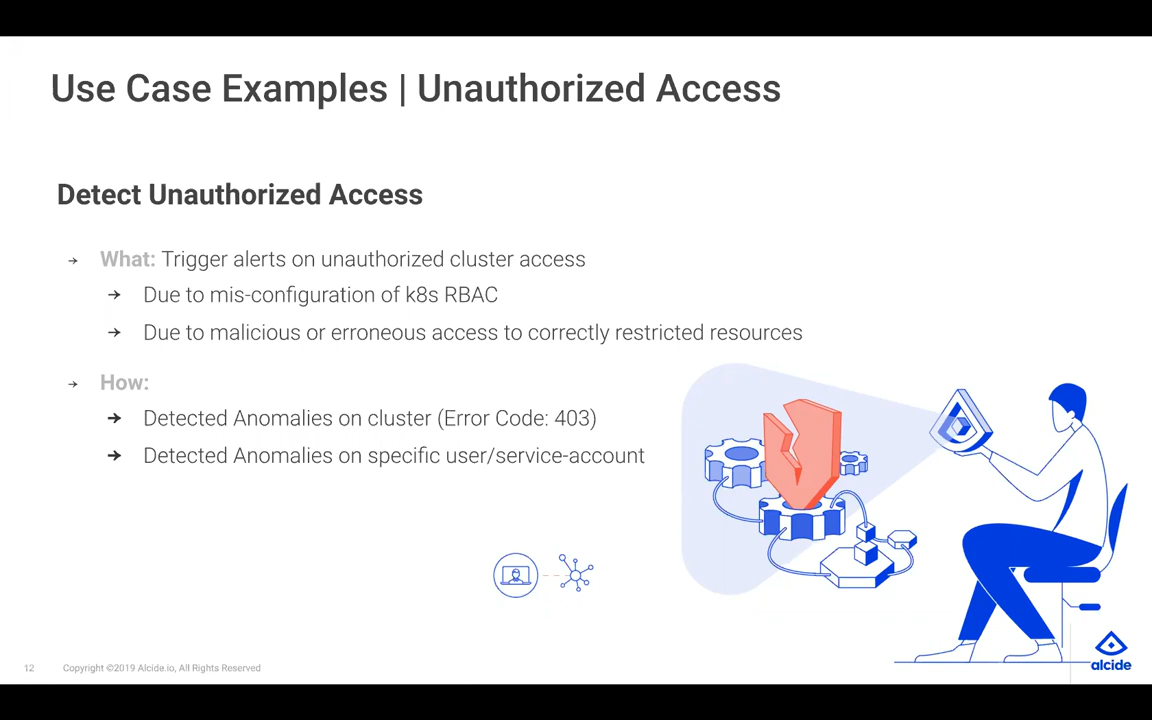 Use Case Examples | Unauthorized Access
Detect Unauthorized Access
→ What: Trigger alerts on unauthorized cluster access
→ Due to mis-configuration of k8s RBAC
→ Due to malicious or erroneous access to correctly restricted resources
→ How:
→ Detected Anomalies on cluster (Error Code: 403)
→ Detected Anomalies on specific user/service-account
12 Copyright ©2019 Alcide.io, All Rights Reserved
alcide